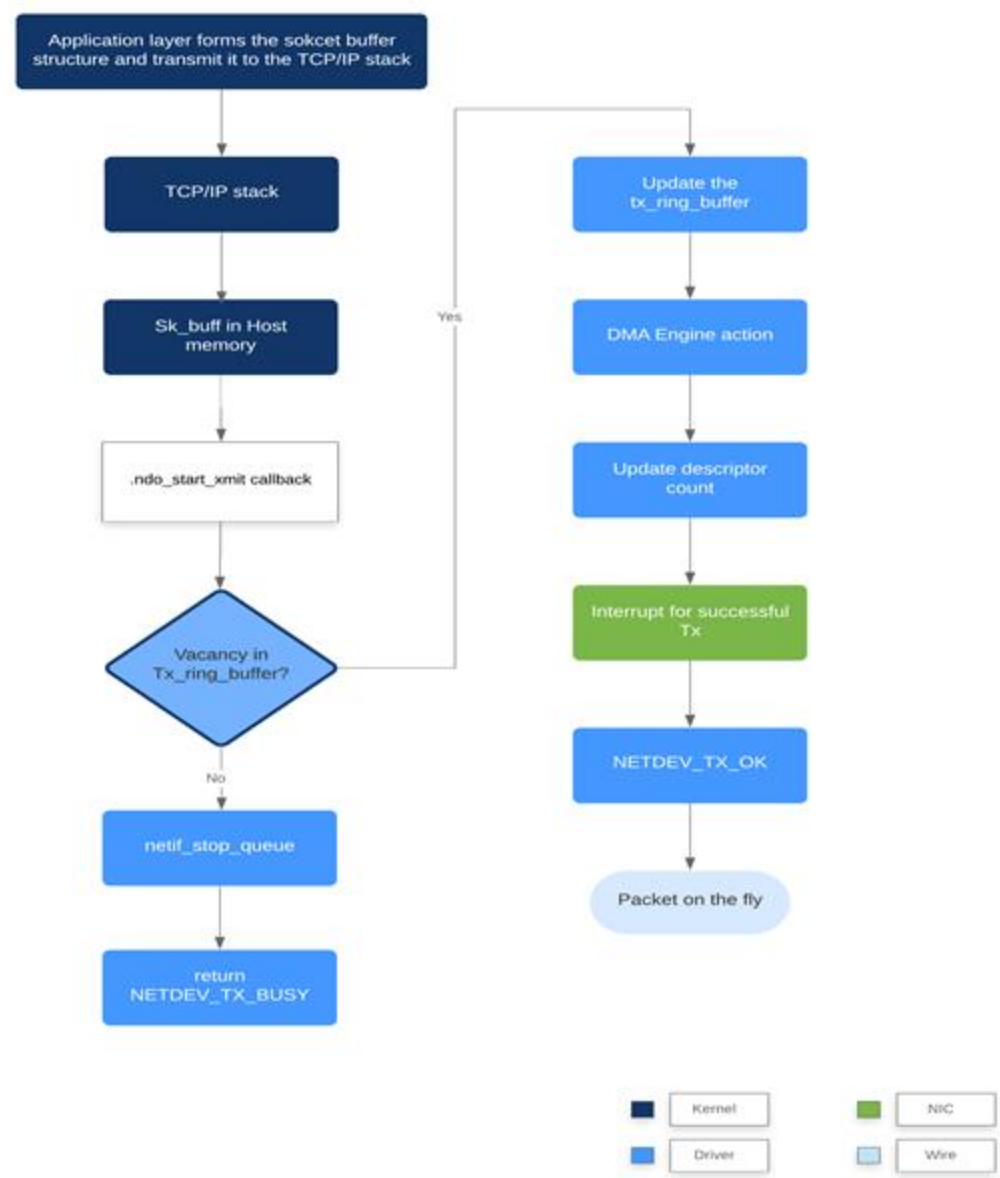 Application layer forms the sokcet buffer
structure and transmit it to the TCP/IP stack
TCP/IP stack
Sk_buff in Host
memory
.ndo_start_xmit callback
Vacancy in
Tx_ring_buffer?
No
netif_stop_queue
return
NETDEV_TX_BUSY
Yes
Update the
tx_ring_buffer
DMA Engine action
Update descriptor
count
Interrupt for successful
Tx
NETDEV_TX_OK
Packet on the fly
Kernel
NIC
Driver
Wire